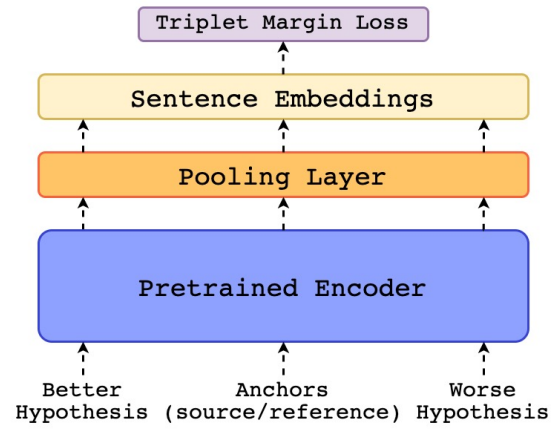 Triplet Margin Loss
Sentence Embeddings
Pooling Layer
Pretrained Encoder
Better Anchors Worse
Hypothesis (source/reference) Hypothesis